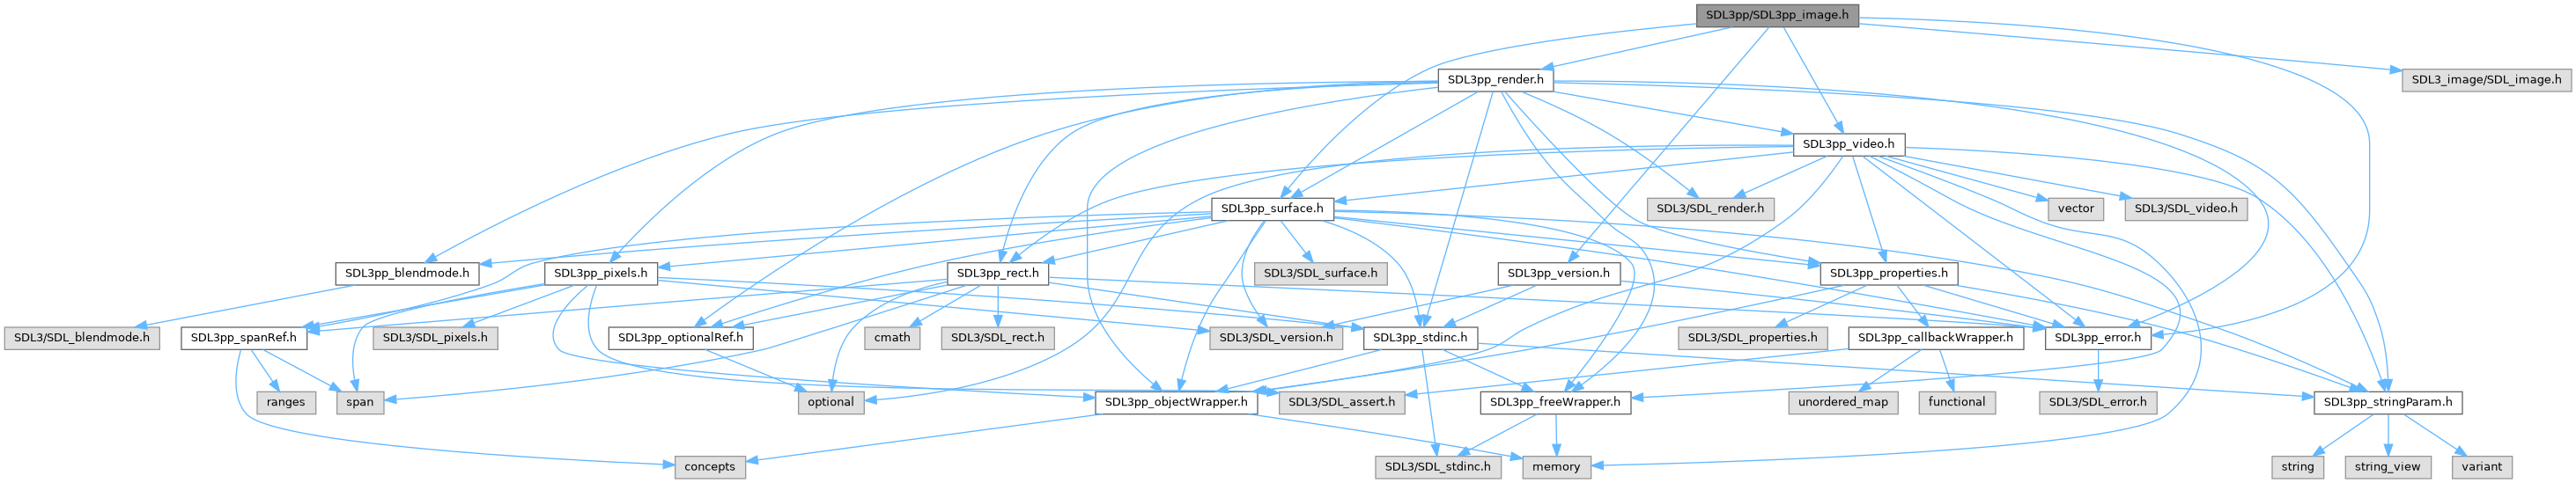 SDL3pp/SDL3pp_image.h
SDL3pp_render.h
SDL3_image/SDL_image.h
SDL3pp_video.h
SDL3pp_surface.h
SDL3/SDL_render.h
vector
SDL3/SDL_video.h
SDL3pp_blendmode.h
SDL3pp_pixels.h
SDL3pp_rect.h
SDL3/SDL_surface.h
SDL3pp_version.h
SDL3pp_properties.h
SDL3/SDL_blendmode.h
SDL3pp_spanRef.h
SDL3/SDL_pixels.h
SDL3pp_optionalRef.h
cmath
SDL3/SDL_rect.h
SDL3/SDL_version.h
SDL3pp_stdinc.h
SDL3/SDL_properties.h
SDL3pp_callbackWrapper.h
SDL3pp_error.h
ranges
span
optional
SDL3pp_objectWrapper.h
SDL3/SDL_assert.h
SDL3pp_freeWrapper.h
unordered_map
functional
SDL3/SDL_error.h
SDL3pp_stringParam.h
concepts
SDL3/SDL_stdinc.h
memory
string
string_view
variant